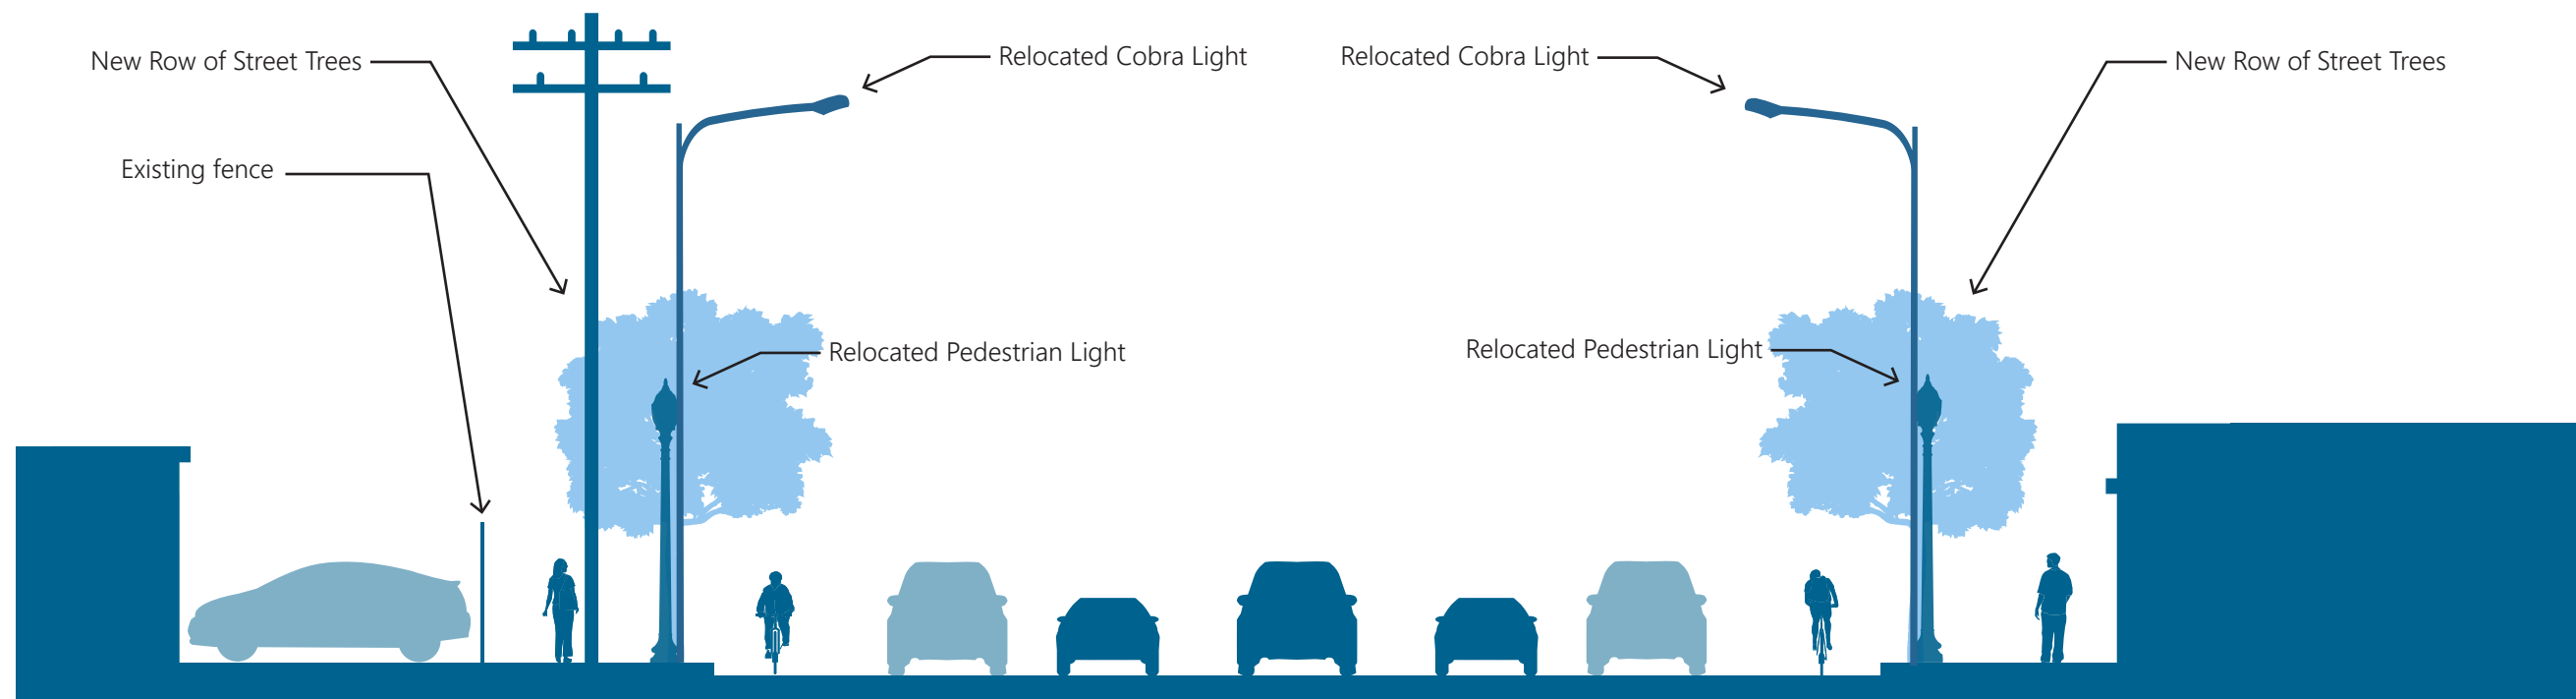 New Row of Street Trees
Relocated Cobra Light
Relocated Cobra Light
New Row of Street Trees
Existing fence
Relocated Pedestrian Light
Relocated Pedestrian Light